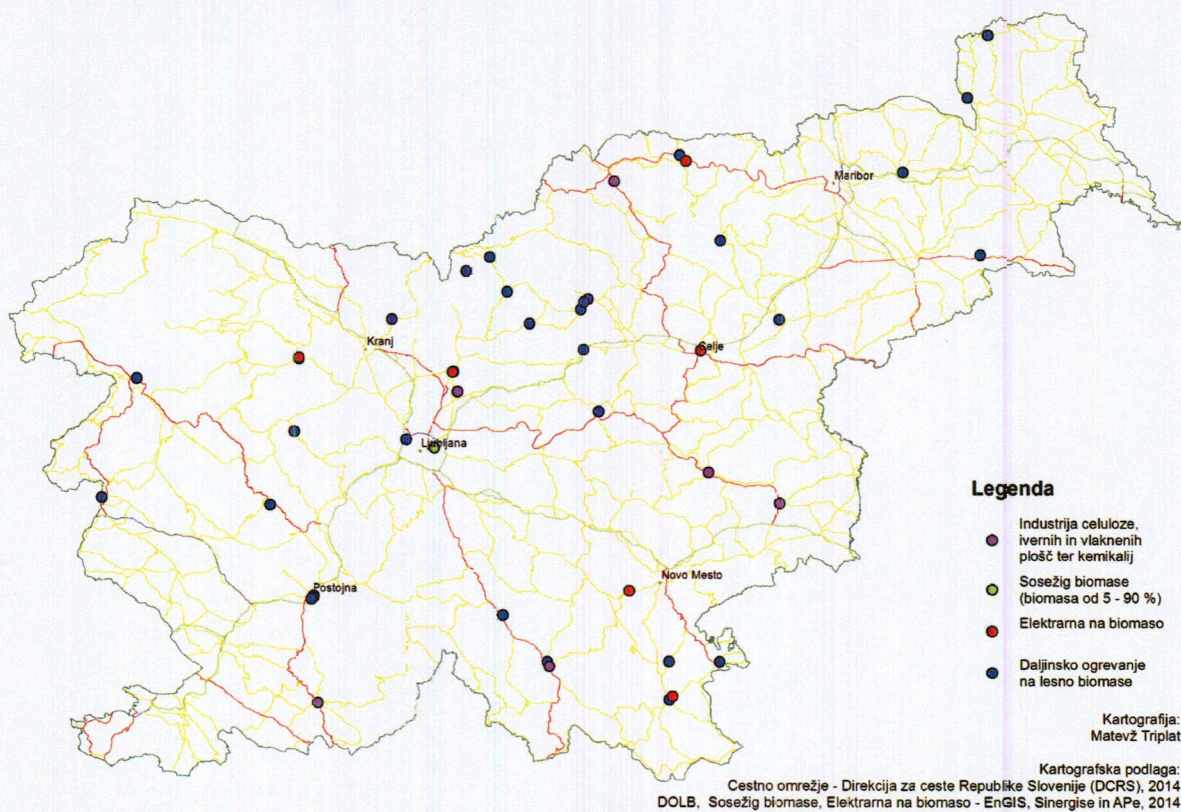 Maribor
Kranj
Celje
Ljubljana
Legenda
Industrija celuloze,
ivernih in vlaknenih
plošč ter kemikalij
Novo Mesto
Postojna
Sosežig biomase
(biomasa od 5 - 90 %)
Elektrarna na biomaso
Daljinsko ogrevanje
na lesno biomase
Kartografija:
Matevž Triplat
Kartografska podlaga:
Cestno omrežje - Direkcija za ceste Republike Slovenije (DCRS), 2014
DOLB, Sosežig biomase, Elektrarna na biomaso - EnGIS, Sinergise in ApE, 2014